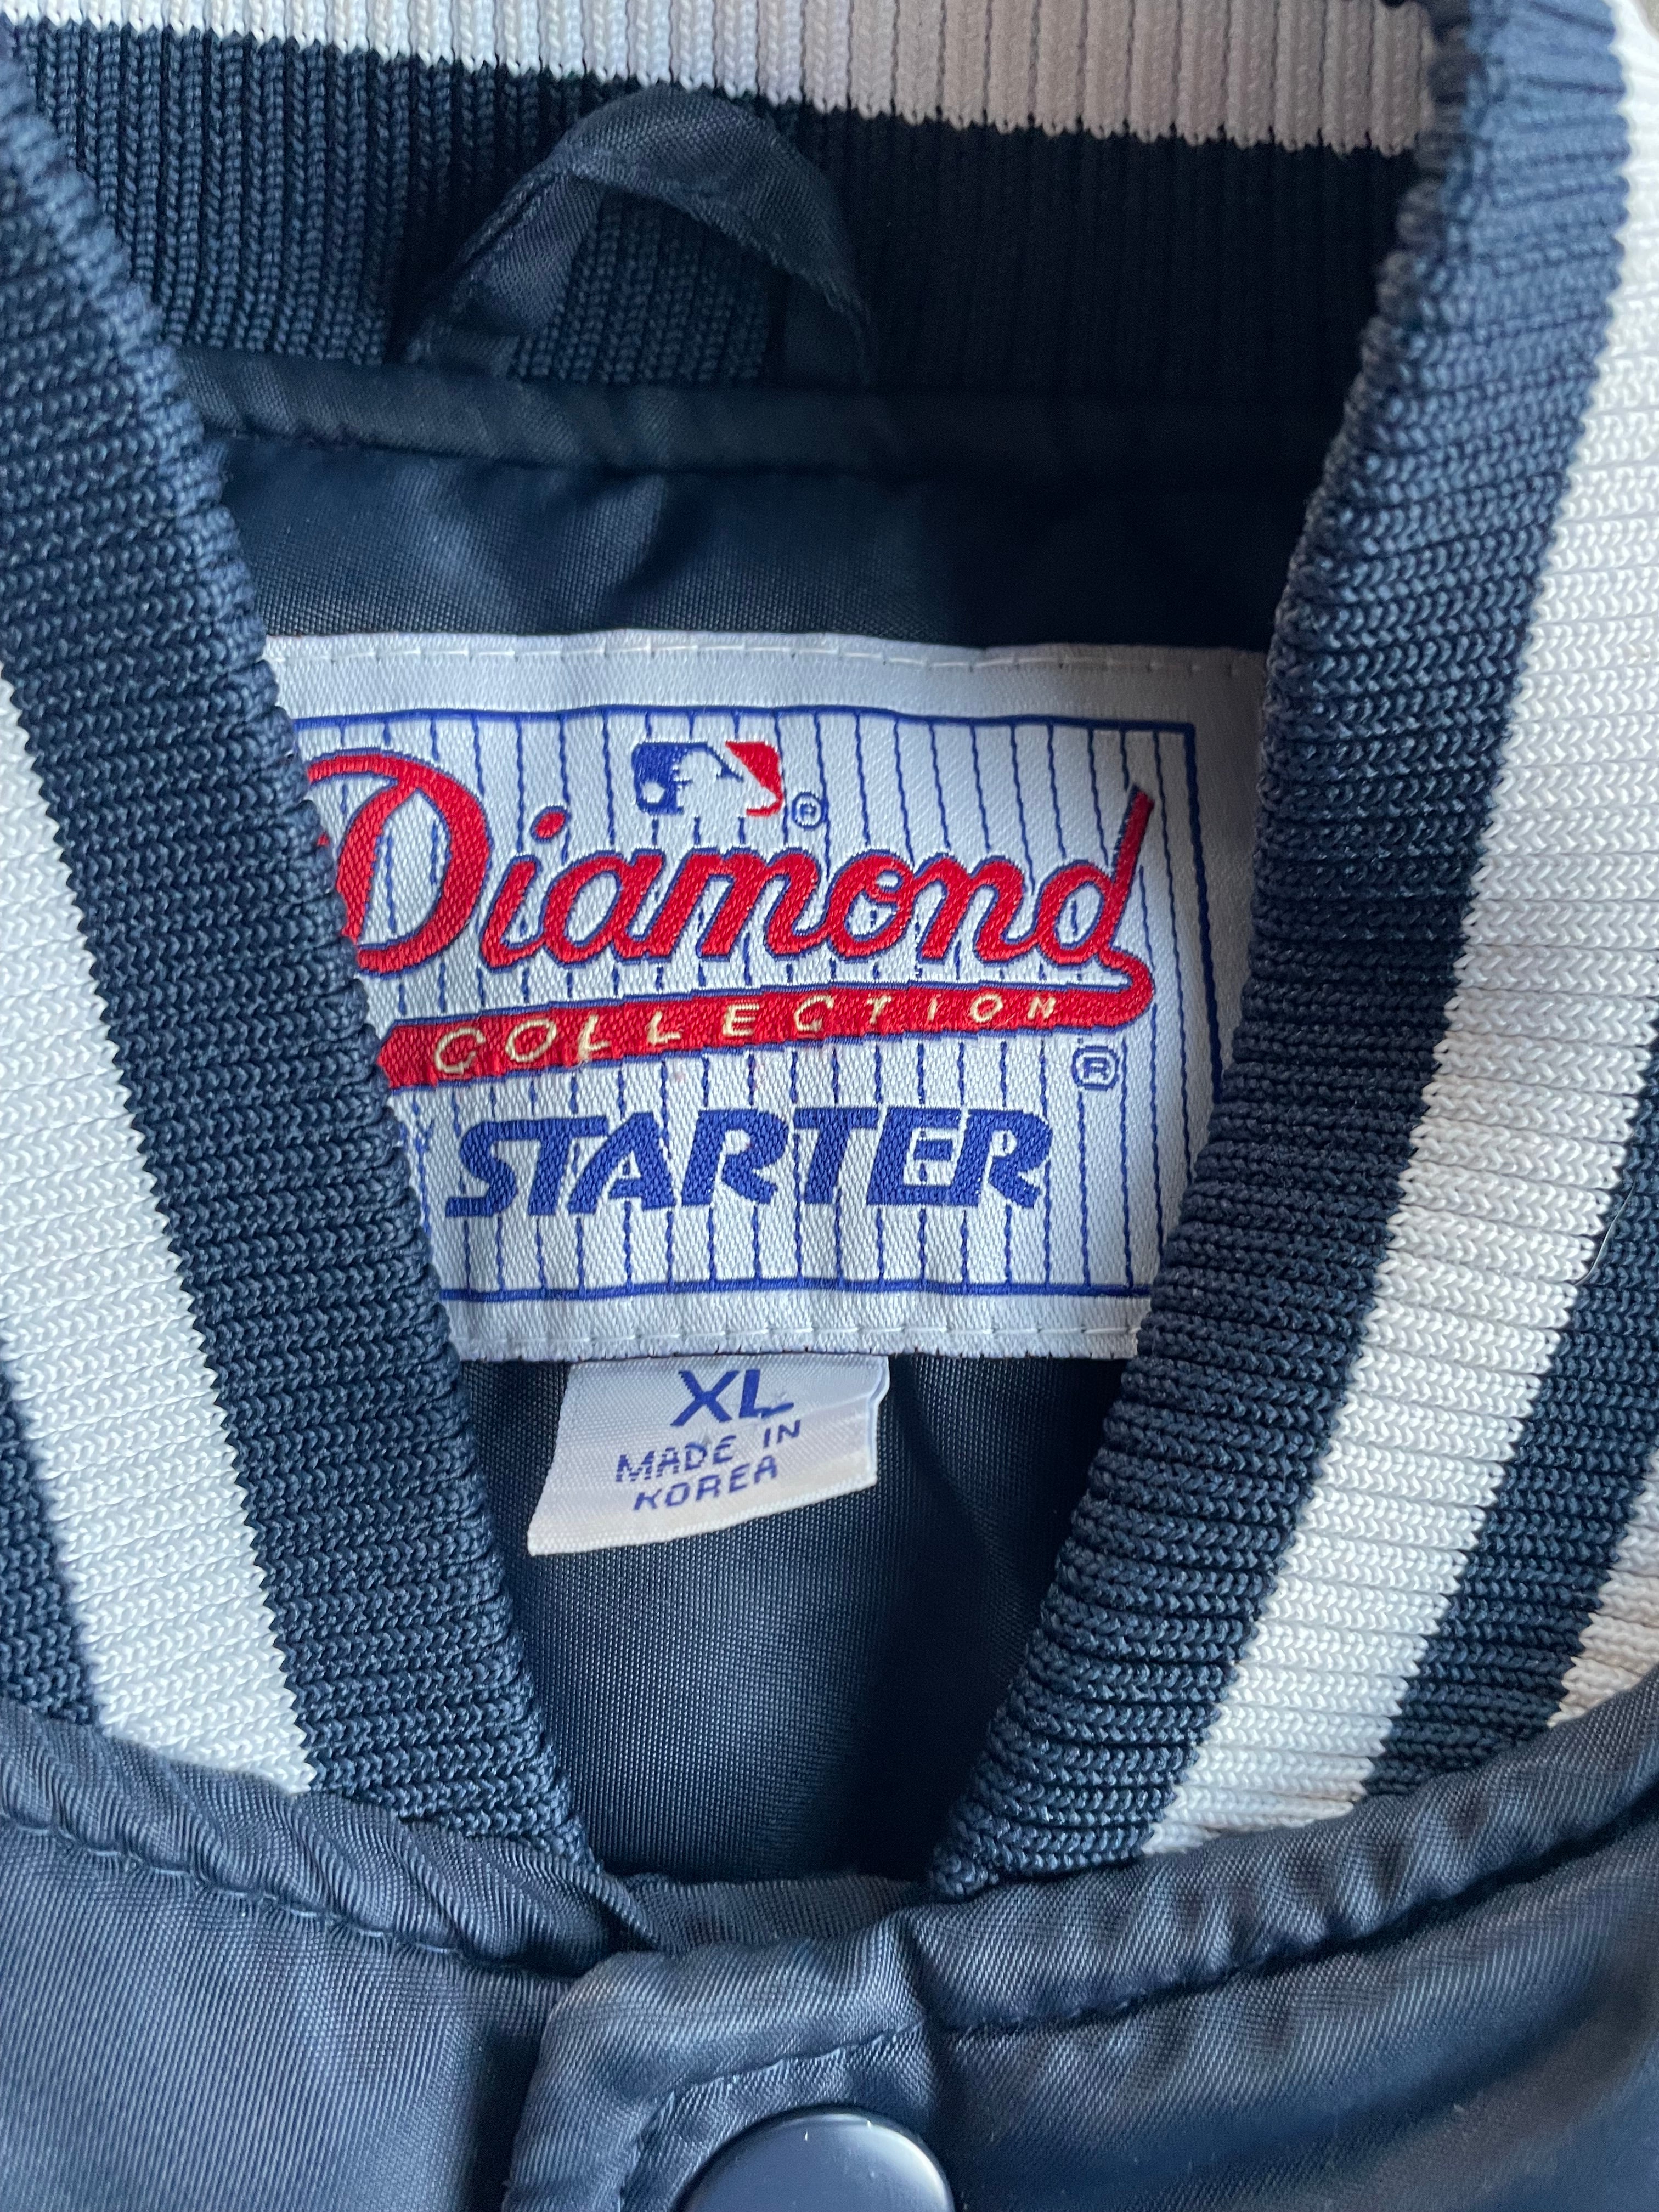 ®
Diamond
COLLECTION
®
STARTER
XL
MADE IN
KOREA